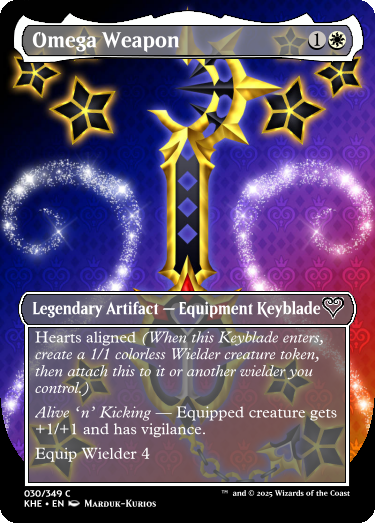 Omega Weapon 1
Legendary Artifact — Equipment Keyblade
Hearts aligned (When this Keyblade enters,
create a 1/1 colorless Wielder creature token,
then attach this to it or another wielder you
control.)
Alive ‘n’ Kicking — Equipped creature gets
+1/+1 and has vigilance.
Equip Wielder 4
030/349 C
KHE • EN Marduk-Kurios
™ and © 2025 Wizards of the Coast